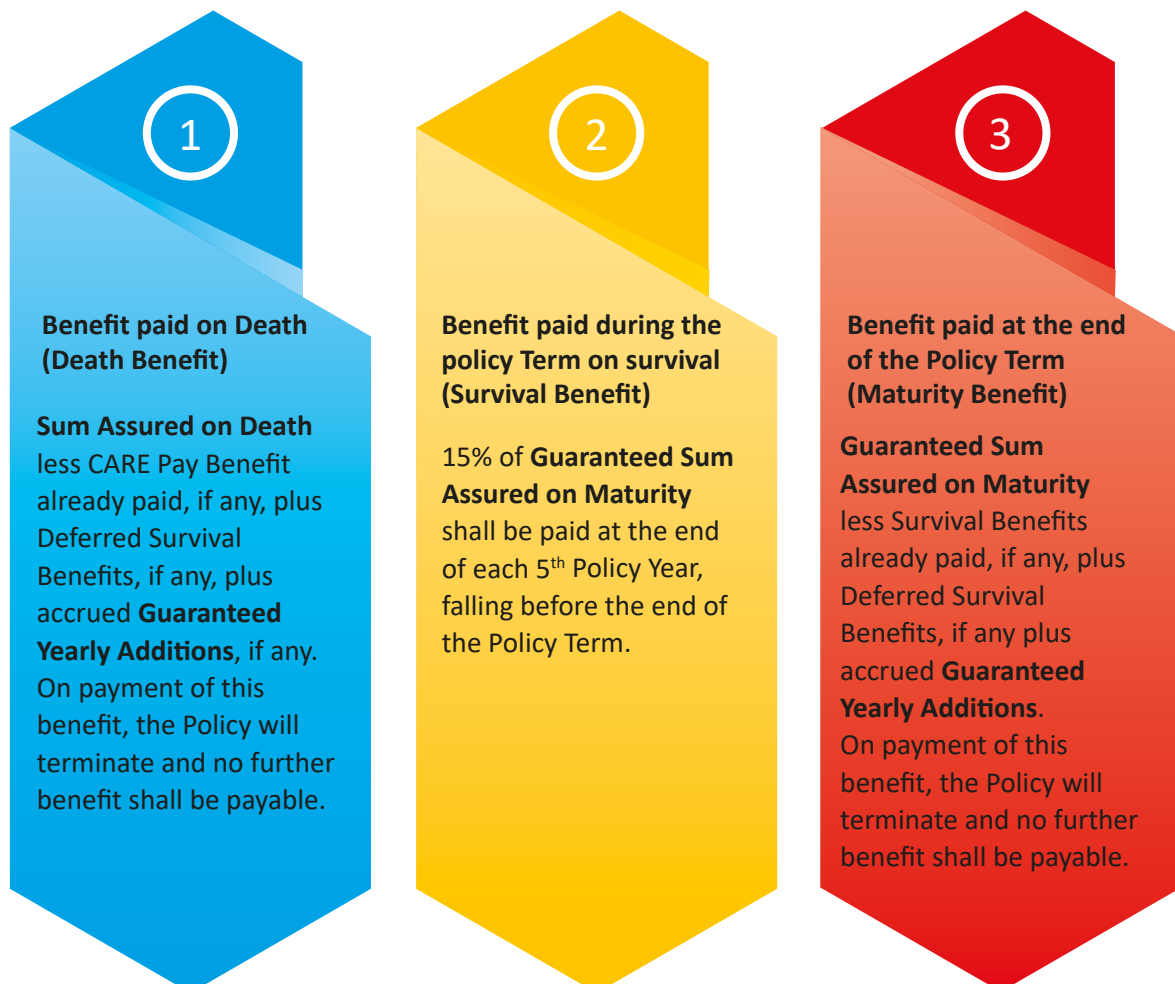 1
Benefit paid on Death
(Death Benefit)
Sum Assured on Death
less CARE Pay Benefit
already paid, if any, plus
Deferred Survival
Benefits, if any, plus
accrued Guaranteed
Yearly Additions, if any.
On payment of this
benefit, the Policy will
terminate and no further
benefit shall be payable.
2
Benefit paid during the
policy Term on survival
(Survival Benefit)
15% of Guaranteed Sum
Assured on Maturity
shall be paid at the end
of each 5th Policy Year,
falling before the end of
the Policy Term.
3
Benefit paid at the end
of the Policy Term
(Maturity Benefit)
Guaranteed Sum
Assured on Maturity
less Survival Benefits
already paid, if any, plus
Deferred Survival
Benefits, if any plus
accrued Guaranteed
Yearly Additions.
On payment of this
benefit, the Policy will
terminate and no further
benefit shall be payable.